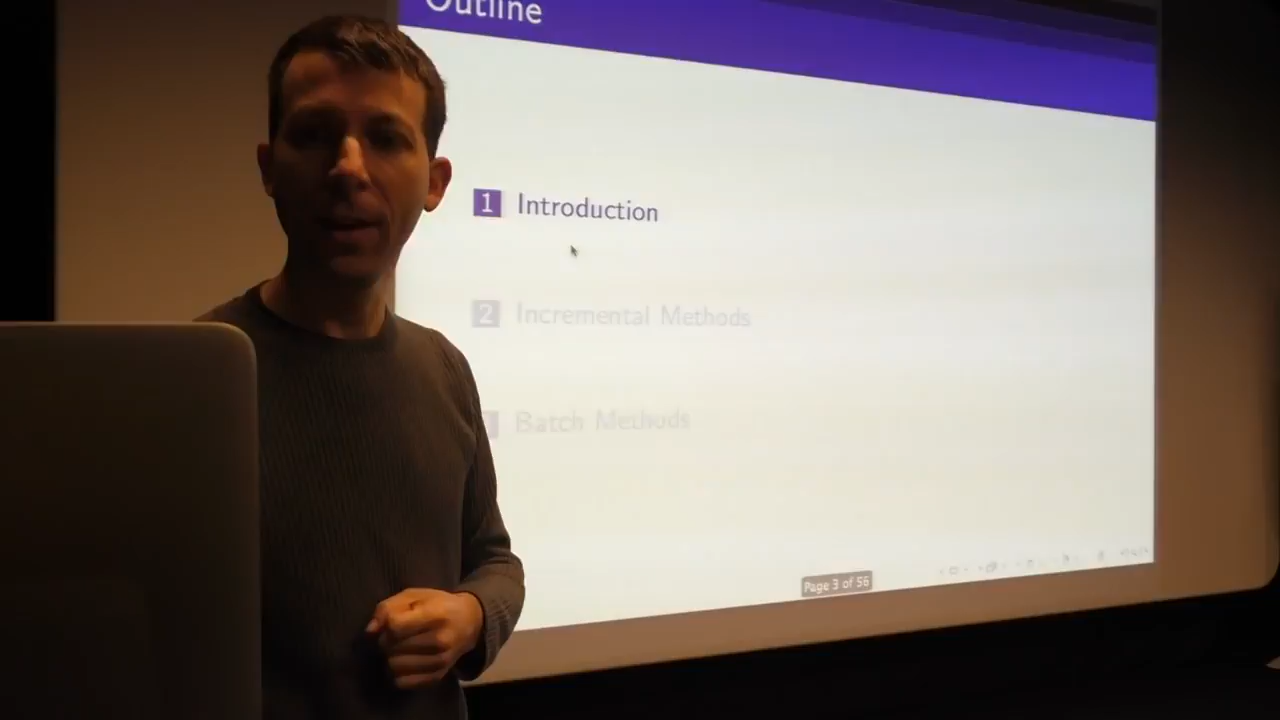 Outline
1 Introduction
2 Incremental Methods
Batch Methods
Page 3 of 56